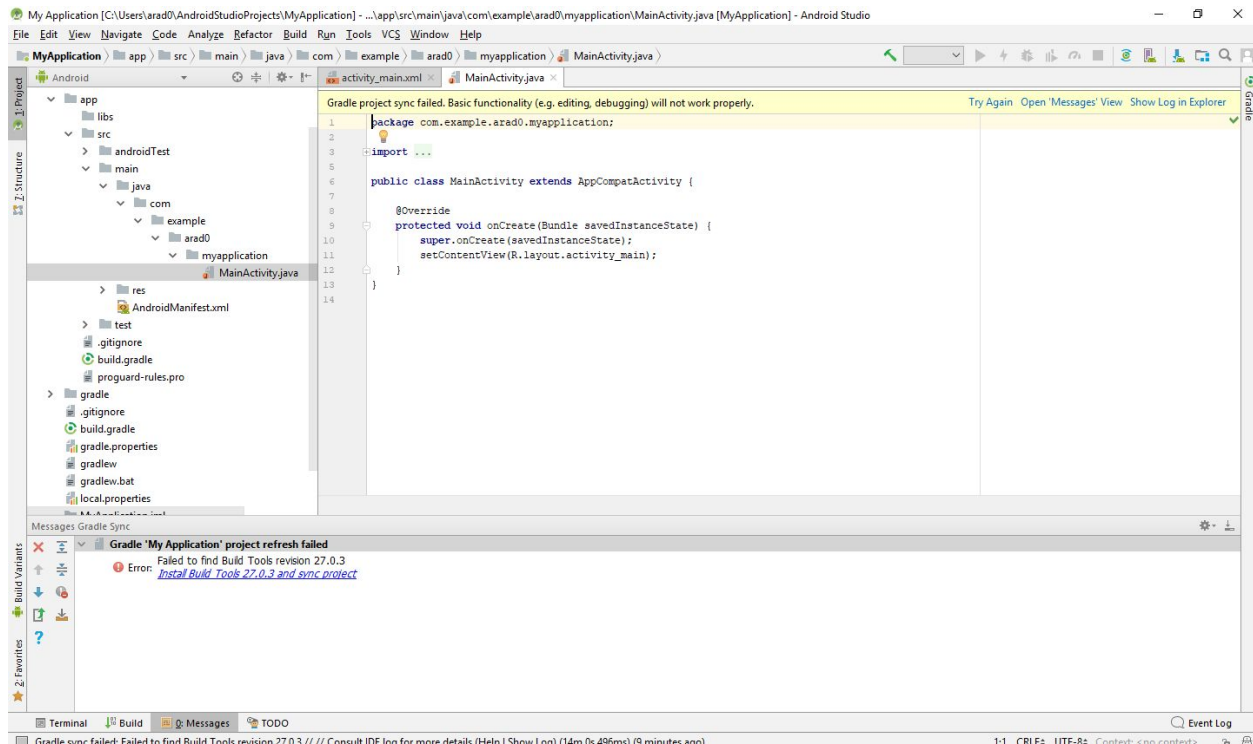 My Application [C:\Users\arad0\AndroidStudioProjects\MyApplication] - ...\app\src\main\java\com\example\arad0\myapplication\MainActivity.java [MyApplication] - Android Studio
File Edit View Navigate Code Analyze Refactor Build Run Tools VCS Window Help
MyApplication app src main java com example arad0 myapplication MainActivity.java
1: Project
Android
activity_main.xml
MainActivity.java
Gradle
app
libs
src
androidTest
main
java
com
example
arad0
myapplication
MainActivity.java
res
AndroidManifest.xml
test
.gitignore
build.gradle
proguard-rules.pro
gradle
.gitignore
build.gradle
gradle.properties
gradlew
gradlew.bat
local.properties
MyApplication.iml
Z: Structure
Gradle project sync failed. Basic functionality (e.g. editing, debugging) will not work properly. Try Again Open 'Messages' View Show Log in Explorer
1 package com.example.arad0.myapplication;
2
3 import ...
5
6 public class MainActivity extends AppCompatActivity {
7
8 @Override
9 protected void onCreate(Bundle savedInstanceState) {
10 super.onCreate(savedInstanceState);
11 setContentView(R.layout.activity_main);
12 }
13 }
14
Messages Gradle Sync
Build Variants
2: Favorites
Gradle 'My Application' project refresh failed
Error: Failed to find Build Tools revision 27.0.3
Install Build Tools 27.0.3 and sync project
Terminal Build 0: Messages TODO Event Log
Gradle sync failed: Failed to find Build Tools revision 27.0.3 // // Consult IDE log for more details (Help | Show Log) (14m 0s 496ms) (9 minutes ago) 1:1 CRLF÷ UTF-8÷ Context: <no context>